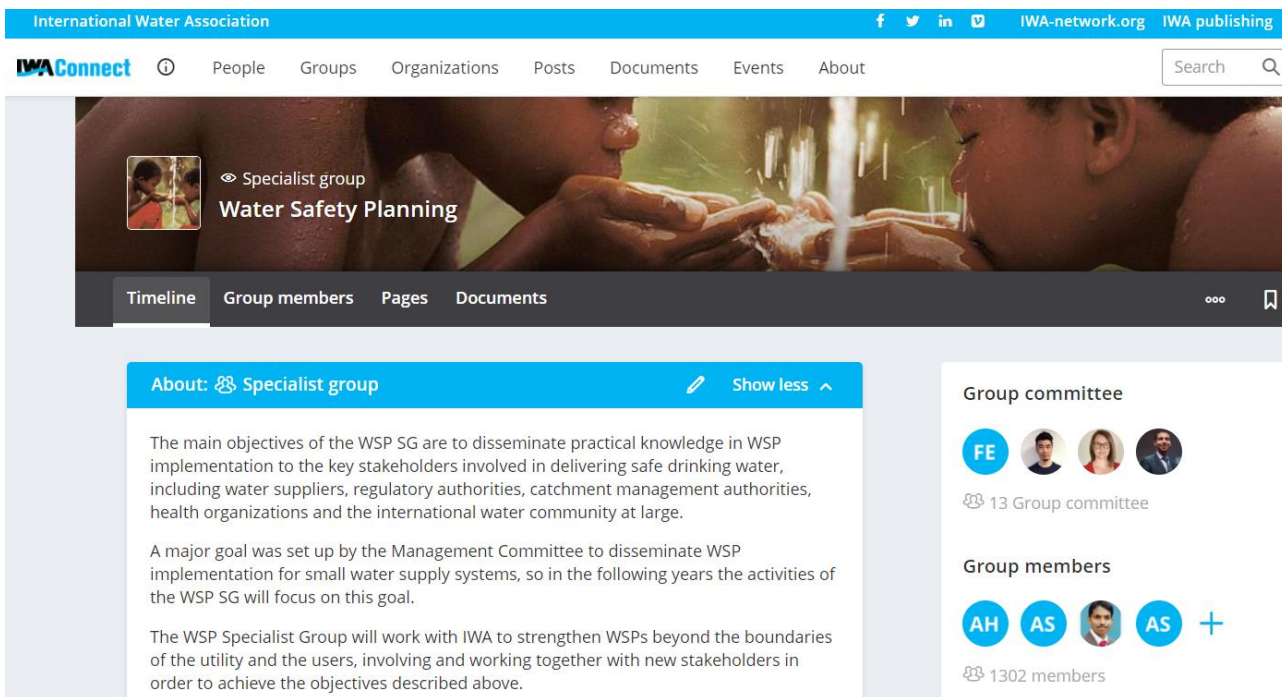 International Water Association
IWA-network.org IWA publishing
IWAConnect People Groups Organizations Posts Documents Events About Search
Specialist group
Water Safety Planning
Timeline Group members Pages Documents
About: Specialist group Show less
The main objectives of the WSP SG are to disseminate practical knowledge in WSP
implementation to the key stakeholders involved in delivering safe drinking water,
including water suppliers, regulatory authorities, catchment management authorities,
health organizations and the international water community at large.
A major goal was set up by the Management Committee to disseminate WSP
implementation for small water supply systems, so in the following years the activities of
the WSP SG will focus on this goal.
The WSP Specialist Group will work with IWA to strengthen WSPs beyond the boundaries
of the utility and the users, involving and working together with new stakeholders in
order to achieve the objectives described above.
Group committee
FE
13 Group committee
Group members
AH AS AS
1302 members